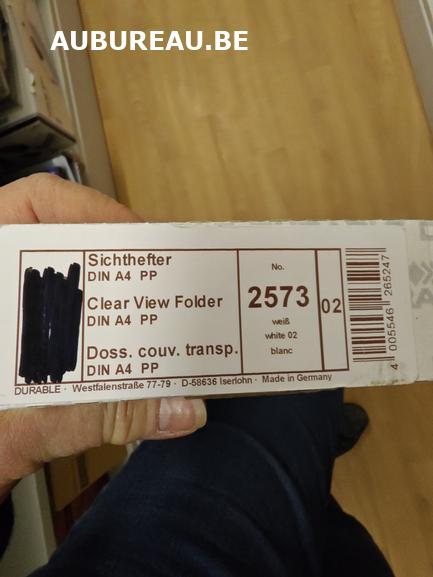 AUBUREAU.BE
Sichthefter
DIN A4 PP
Clear View Folder
DIN A4 PP
Doss. couv. transp.
DIN A4 PP
No.
2573
weiß
white 02
blanc
02
4 005546 265247
DURABLE · Westfalenstraße 77-79 · D-58636 Iserlohn · Made in Germany